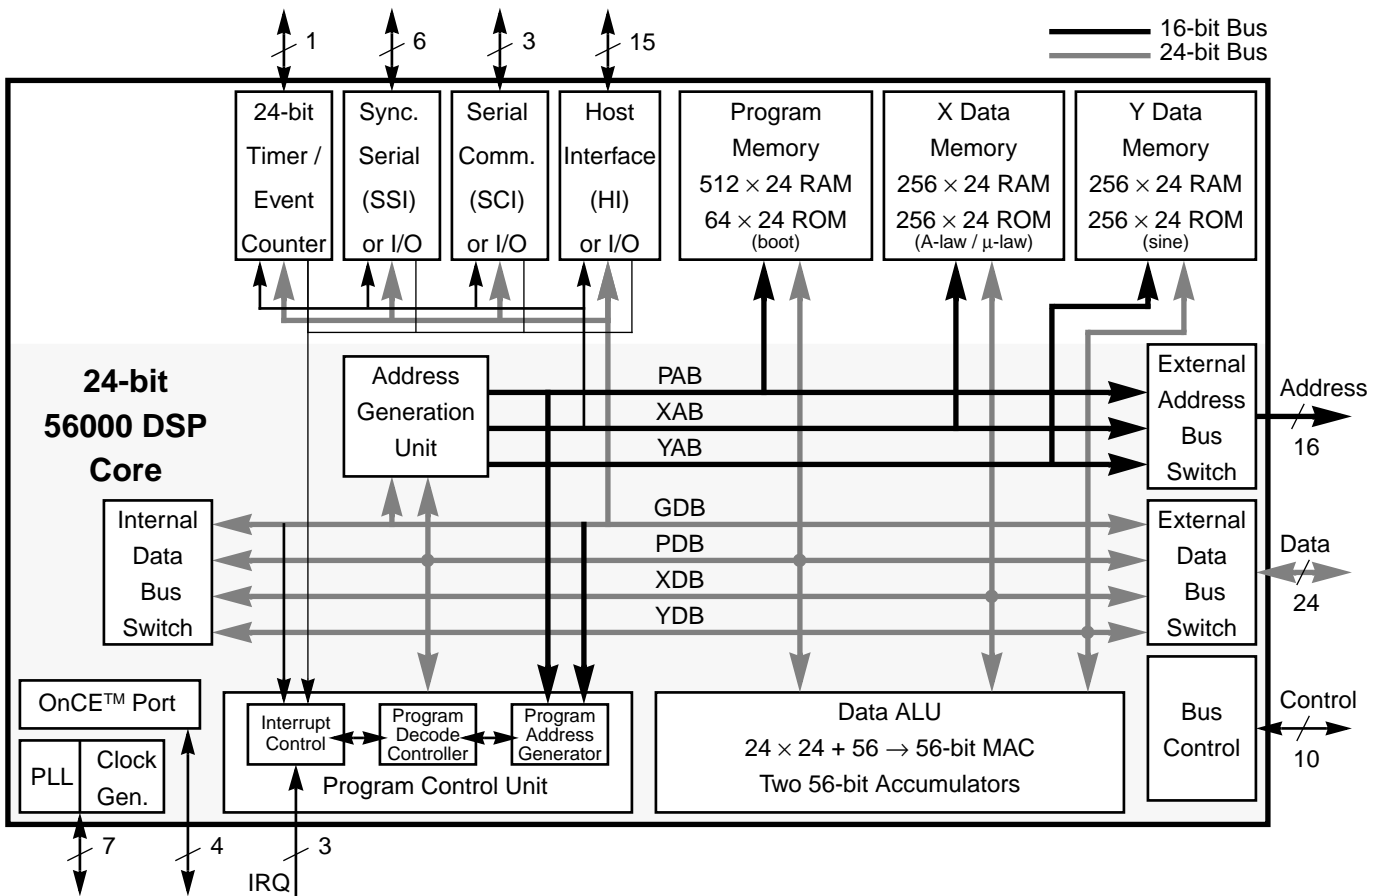 1
6
3
15
16-bit Bus
24-bit Bus
24-bit
Timer /
Event
Counter
Sync.
Serial
(SSI)
or I/O
Serial
Comm.
(SCI)
or I/O
Host
Interface
(HI)
or I/O
Program
Memory
512 × 24 RAM
64 × 24 ROM
(boot)
X Data
Memory
256 × 24 RAM
256 × 24 ROM
(A-law / μ-law)
Y Data
Memory
256 × 24 RAM
256 × 24 ROM
(sine)
24-bit
56000 DSP
Core
Address
Generation
Unit
PAB
XAB
YAB
External
Address
Bus
Switch
Address
16
Internal
Data
Bus
Switch
GDB
PDB
XDB
YDB
External
Data
Bus
Switch
Data
24
OnCE™ Port
PLL
Clock
Gen.
Interrupt
Control
Program
Decode
Controller
Program
Address
Generator
Program Control Unit
Data ALU
24 × 24 + 56 → 56-bit MAC
Two 56-bit Accumulators
Bus
Control
Control
10
7
4
3
IRQ